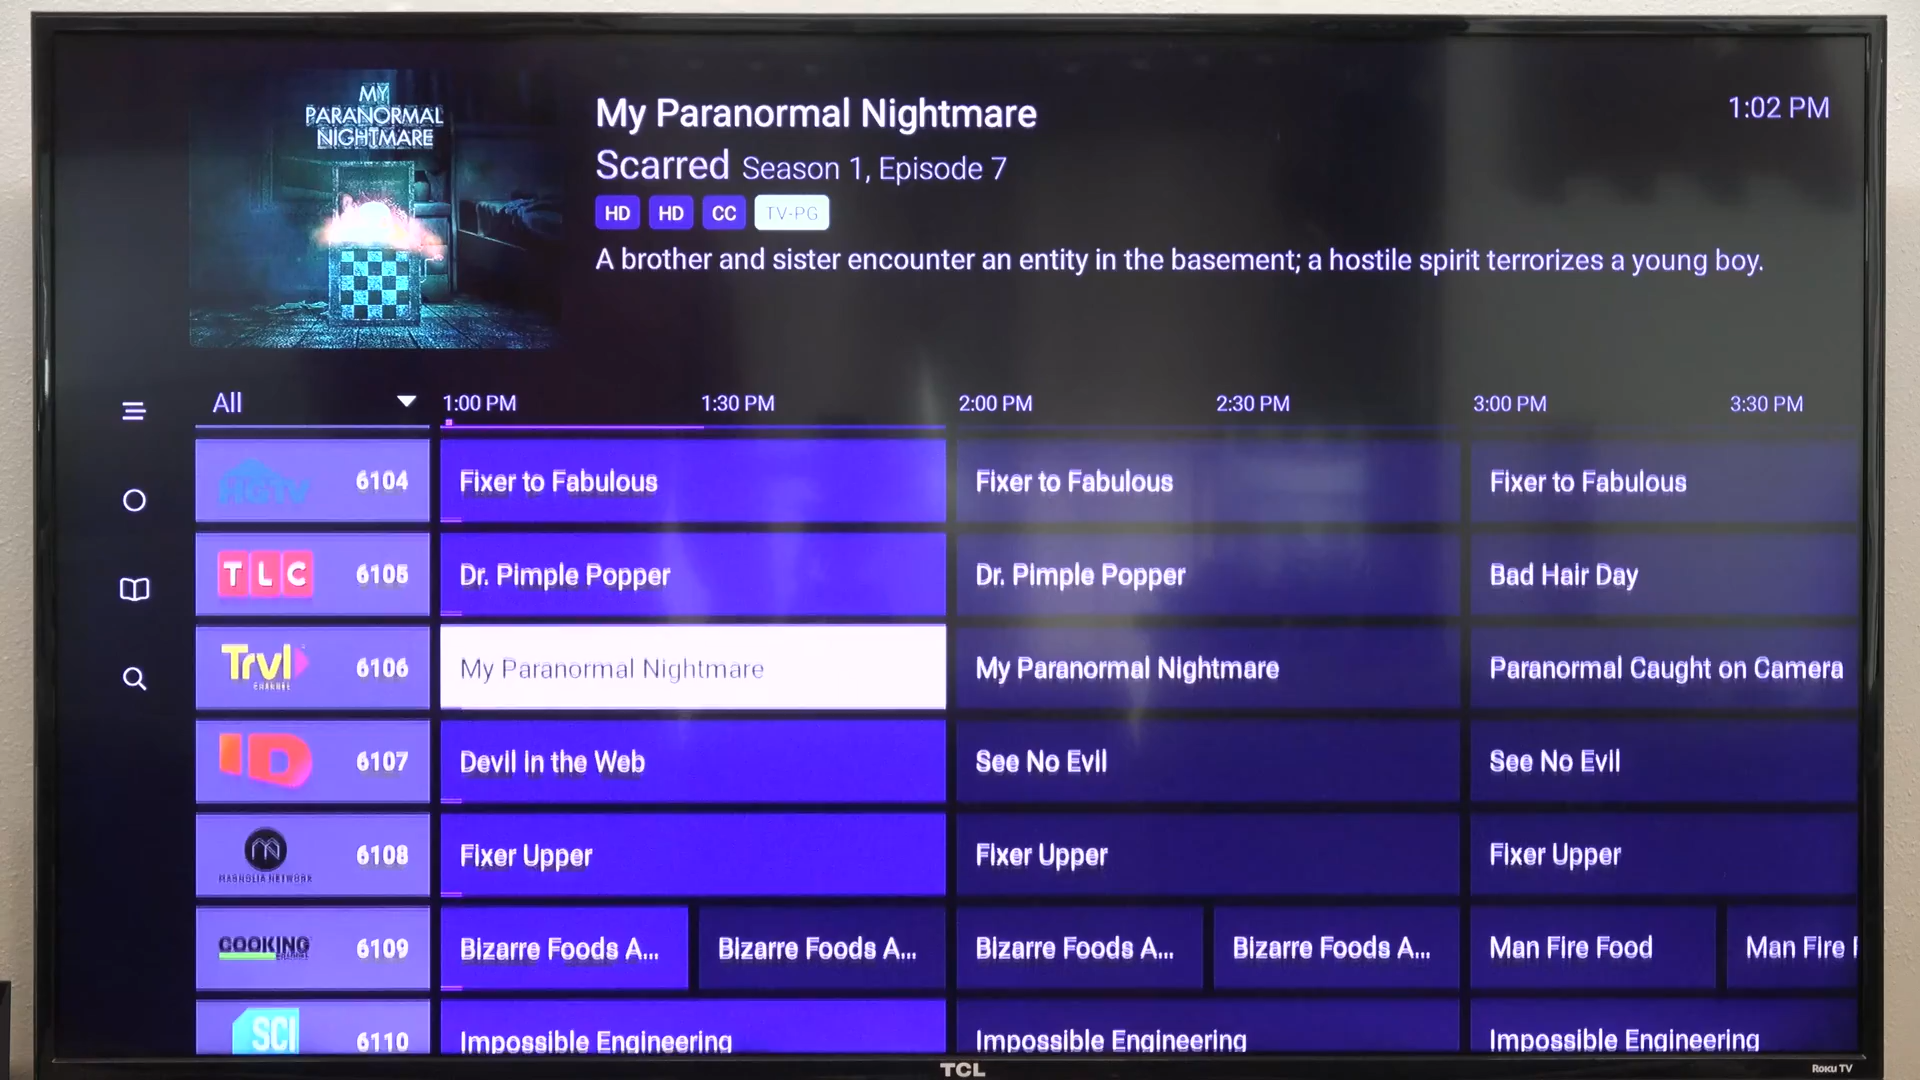 MY
PARANORMAL
NIGHTMARE
My Paranormal Nightmare
1:02 PM
Scarred Season 1, Episode 7
HD HD CC TV-PG
A brother and sister encounter an entity in the basement; a hostile spirit terrorizes a young boy.
All 1:00 PM 1:30 PM 2:00 PM 2:30 PM 3:00 PM 3:30 PM
HGTV 6104 Fixer to Fabulous Fixer to Fabulous Fixer to Fabulous
TLC 6105 Dr. Pimple Popper Dr. Pimple Popper Bad Hair Day
Trvl CHANNEL 6106 My Paranormal Nightmare My Paranormal Nightmare Paranormal Caught on Camera
ID 6107 Devil in the Web See No Evil See No Evil
MAGNOLIA NETWORK 6108 Fixer Upper Fixer Upper Fixer Upper
COOKING CHANNEL 6109 Bizarre Foods A... Bizarre Foods A... Bizarre Foods A... Bizarre Foods A... Man Fire Food Man Fire
SCI 6110 Impossible Engineering Impossible Engineering Impossible Engineering
TCL
Roku TV